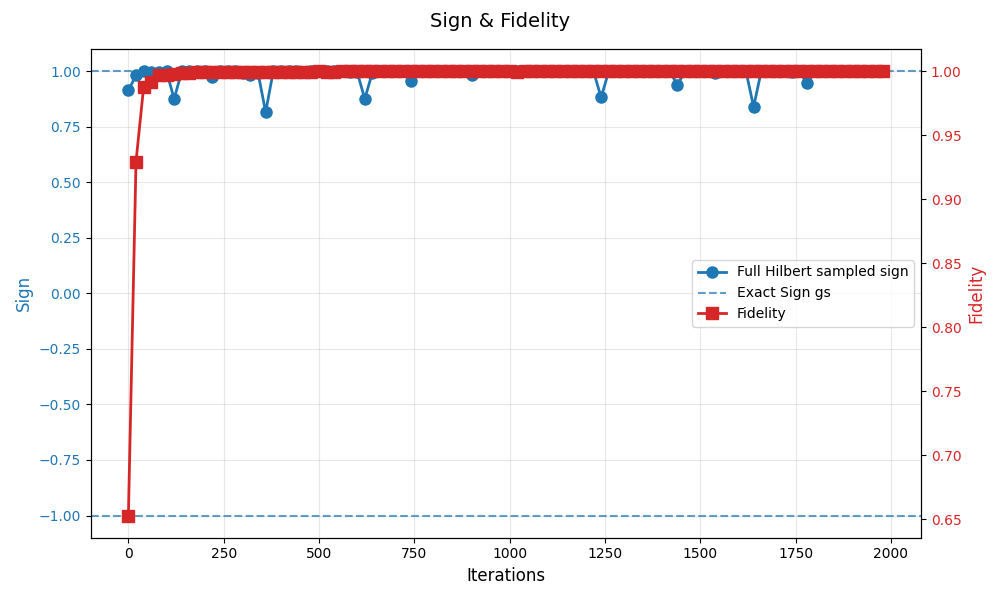 Sign & Fidelity
1.00
0.75
0.50
0.25
0.00
−0.25
−0.50
−0.75
−1.00
Sign
1.00
0.95
0.90
0.85
0.80
0.75
0.70
0.65
Fidelity
Full Hilbert sampled sign
Exact Sign gs
Fidelity
0 250 500 750 1000 1250 1500 1750 2000
Iterations